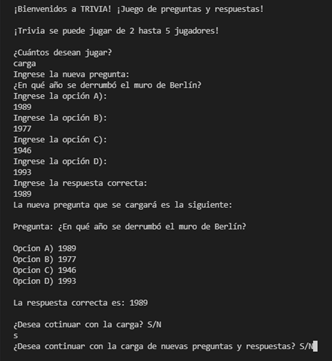 ¡Bienvenidos a TRIVIA! ¡Juego de preguntas y respuestas!
¡Trivia se puede jugar de 2 hasta 5 jugadores!
¿Cuántos desean jugar?
carga
Ingrese la nueva pregunta:
¿En qué año se derrumbó el muro de Berlín?
Ingrese la opción A):
1989
Ingrese la opción B):
1977
Ingrese la opción C):
1946
Ingrese la opción D):
1993
Ingrese la respuesta correcta:
1989
La nueva pregunta que se cargará es la siguiente:
Pregunta: ¿En qué año se derrumbó el muro de Berlín?
Opcion A) 1989
Opcion B) 1977
Opcion C) 1946
Opcion D) 1993
La respuesta correcta es: 1989
¿Desea cotinuar con la carga? S/N
s
¿Desea continuar con la carga de nuevas preguntas y respuestas? S/N